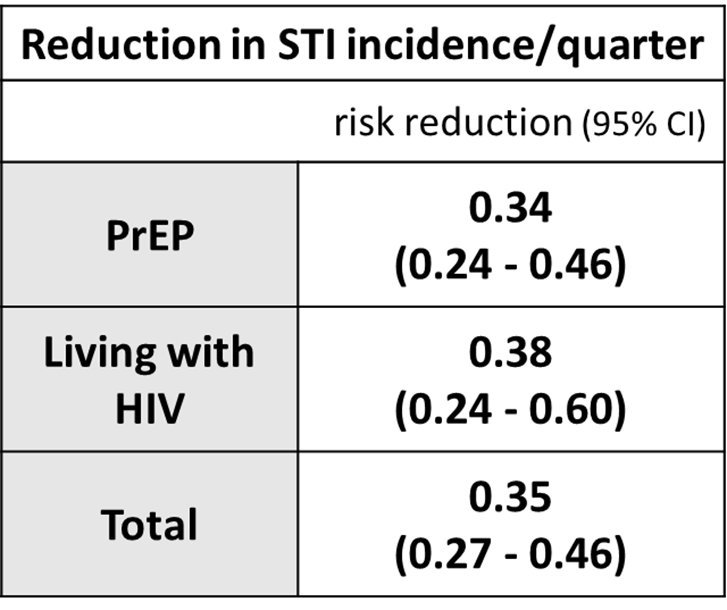 Reduction in STI incidence/quarter
risk reduction (95% CI)
PrEP
0.34
(0.24 - 0.46)
Living with
HIV
0.38
(0.24 - 0.60)
Total
0.35
(0.27 - 0.46)